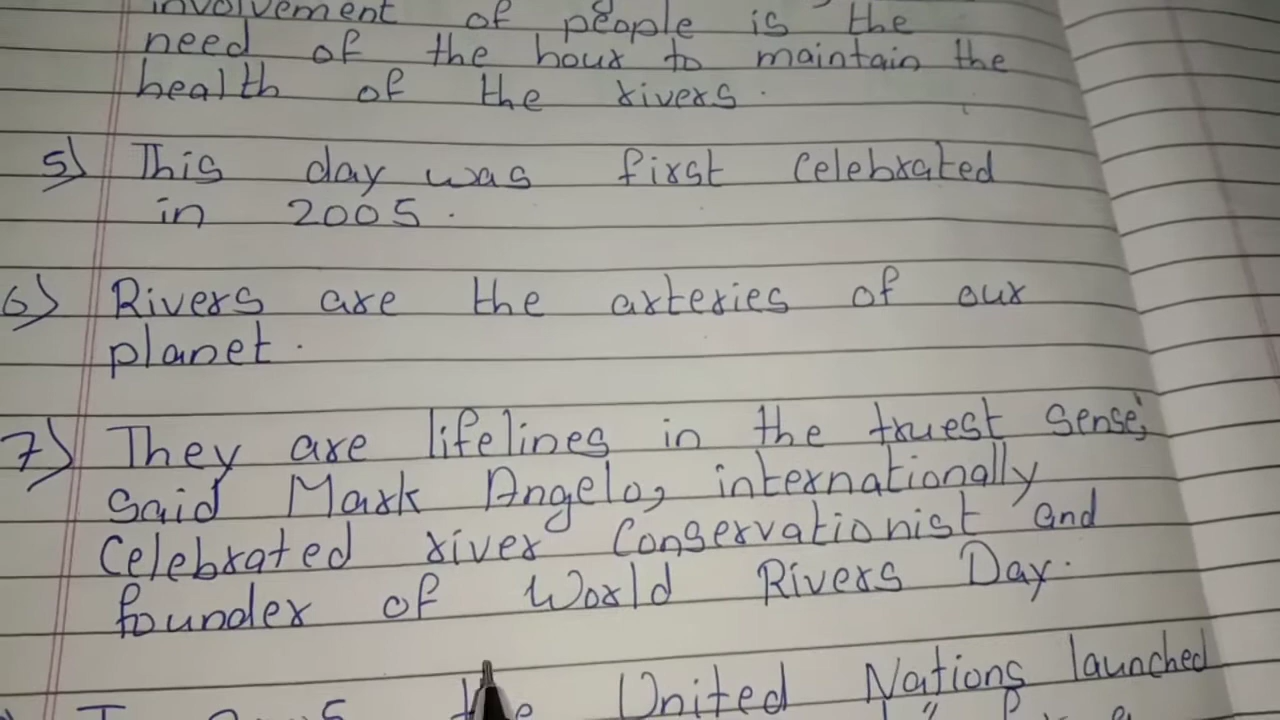 involvement of people is the
need of the hour to maintain the
health of the rivers.
5) This day was first celebrated
in 2005.
6) Rivers are the arteries of our
planet.
7) They are lifelines in the truest sense,'
said Mark Angelo, internationally
celebrated river conservationist and
founder of World Rivers Day.
the United Nations launched